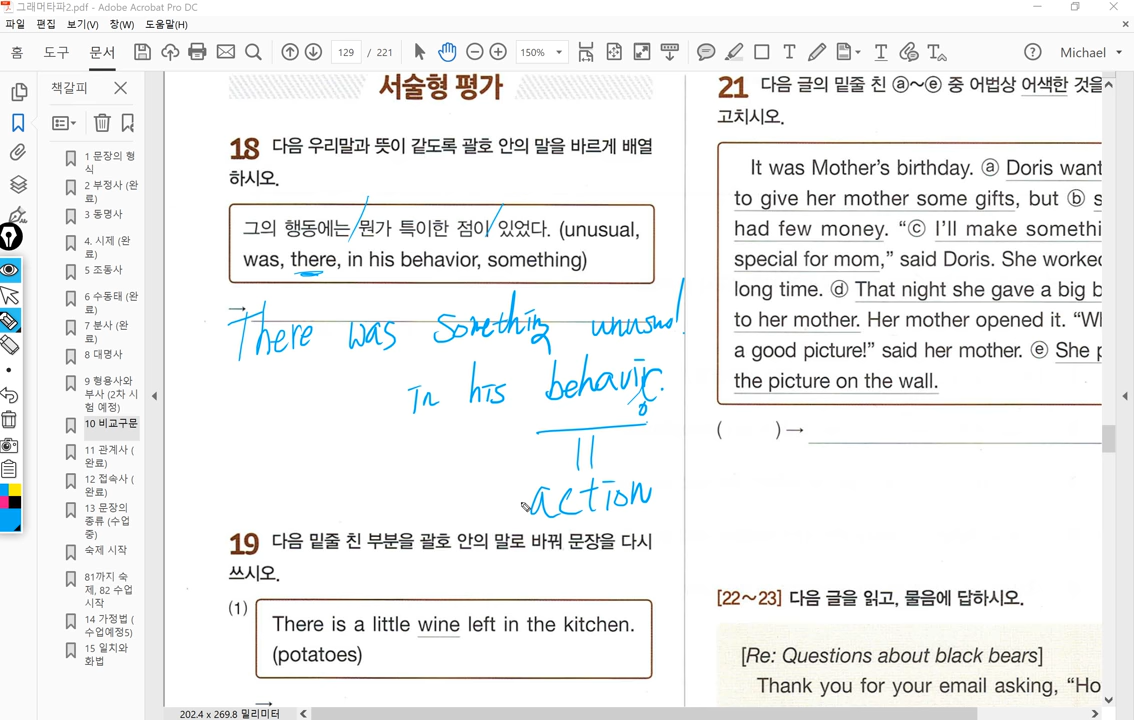 그래머타파2.pdf - Adobe Acrobat Pro DC
파일 편집 보기(V) 창(W) 도움말(H)
홈 도구 문서 129 / 221 150% Michael
책갈피
1 문장의 형
식
2 부정사 (완
료)
3 동명사
4. 시제 (완
료)
5 조동사
6 수동태 (완
료)
7 분사 (완
료)
8 대명사
9 형용사와
부사 (2차 시
험 예정)
10 비교구문
11 관계사 (
완료)
12 접속사 (
완료)
13 문장의
종류 (수업
중)
숙제 시작
81까지 숙
제, 82 수업
시작
14 가정법 (
수업예정5)
15 일치와
화법
서술형 평가
18 다음 우리말과 뜻이 같도록 괄호 안의 말을 바르게 배열
하시오.
그의 행동에는 뭔가 특이한 점이 있었다. (unusual,
was, there, in his behavior, something)
→
There was something unusual
in his behavior.
action
19 다음 밑줄 친 부분을 괄호 안의 말로 바꿔 문장을 다시
쓰시오.
(1) There is a little wine left in the kitchen.
(potatoes)
→
21 다음 글의 밑줄 친 ⓐ~ⓔ 중 어법상 어색한 것을
고치시오.
It was Mother's birthday. ⓐ Doris want
to give her mother some gifts, but ⓑ s
had few money. “ⓒ I'll make somethi
special for mom,” said Doris. She worked
long time. ⓓ That night she gave a big b
to her mother. Her mother opened it. “Wh
a good picture!” said her mother. ⓔ She p
the picture on the wall.
( ) →
[22~23] 다음 글을 읽고, 물음에 답하시오.
[Re: Questions about black bears]
Thank you for your email asking, “Ho
202.4 x 269.8 밀리미터